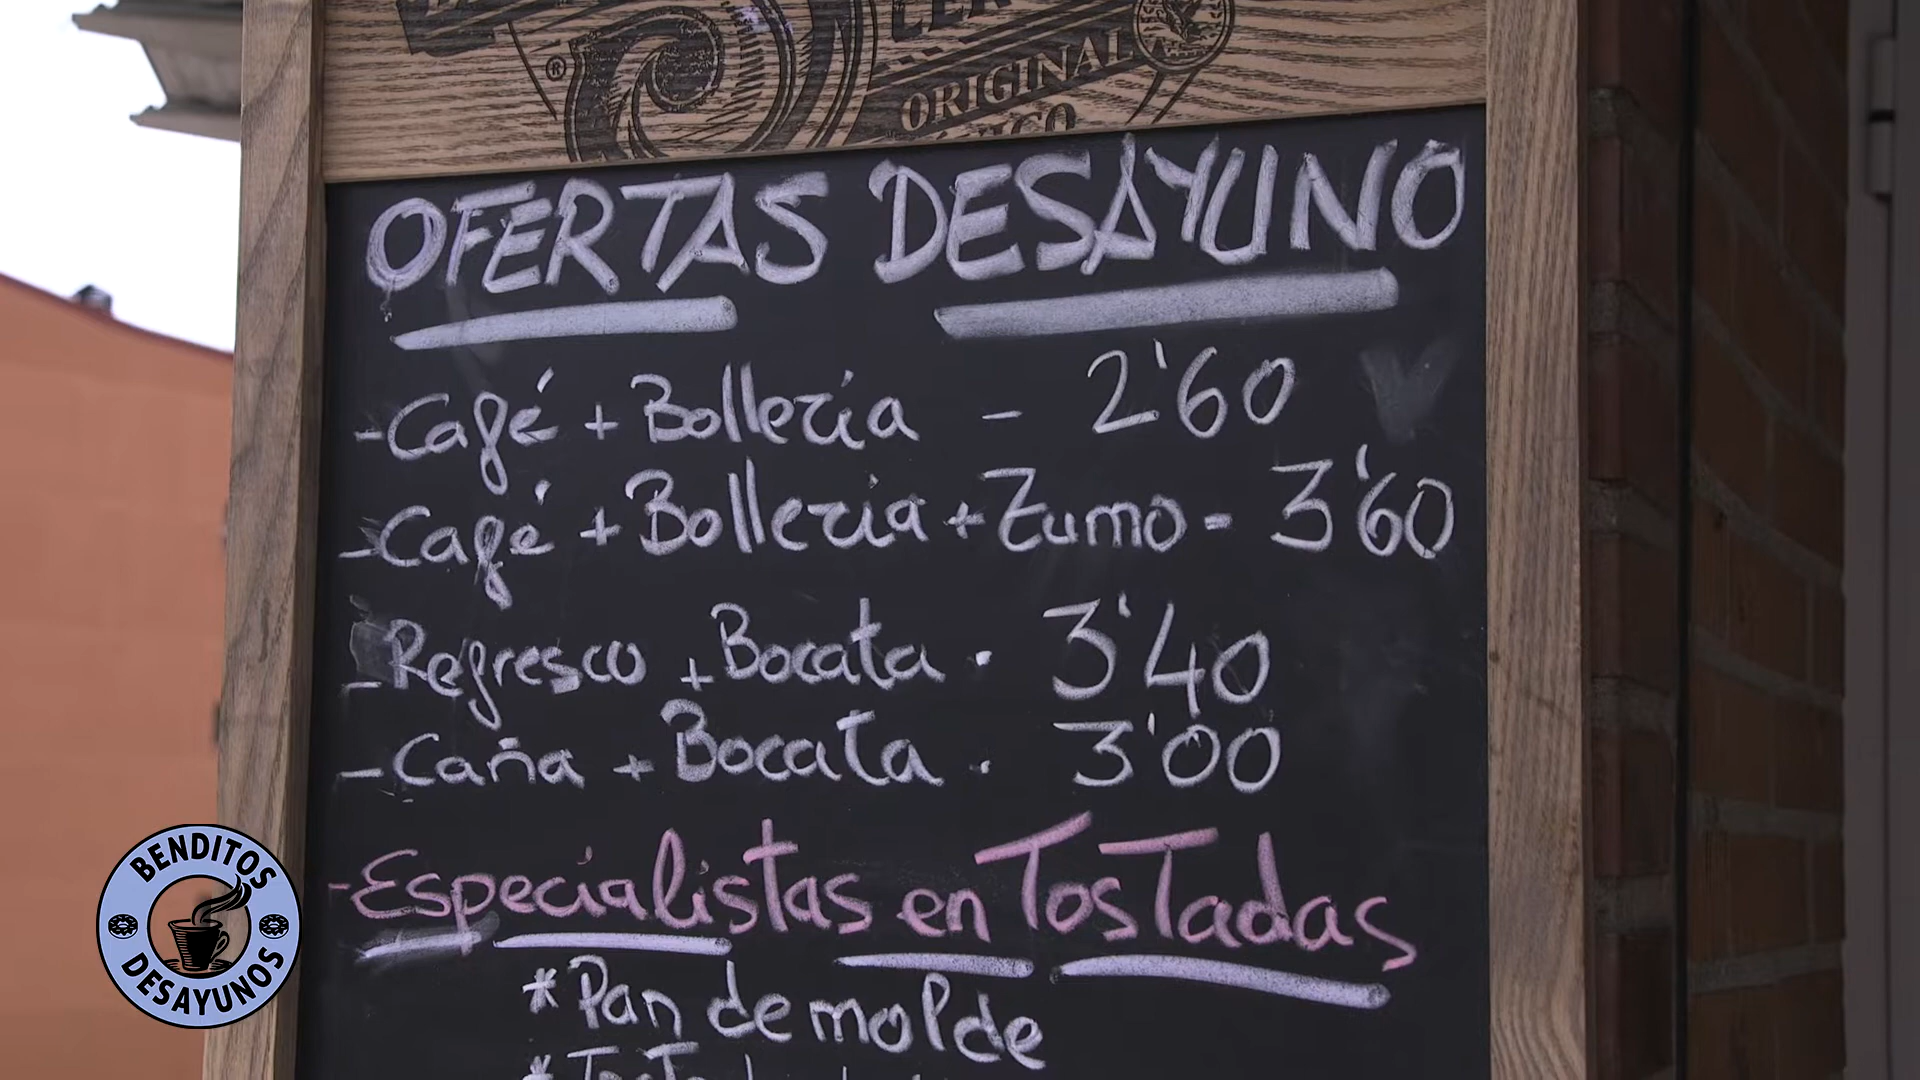 ®
ORIGINAL
OFERTAS DESAYUNO
-Café + Bollería - 2'60
-Café + Bolleria + Zumo - 3'60
-Refresco + Bocata · 3'40
-Caña + Bocata · 3'00
-Especialistas en Tostadas
*Pan de molde
BENDITOS
DESAYUNOS